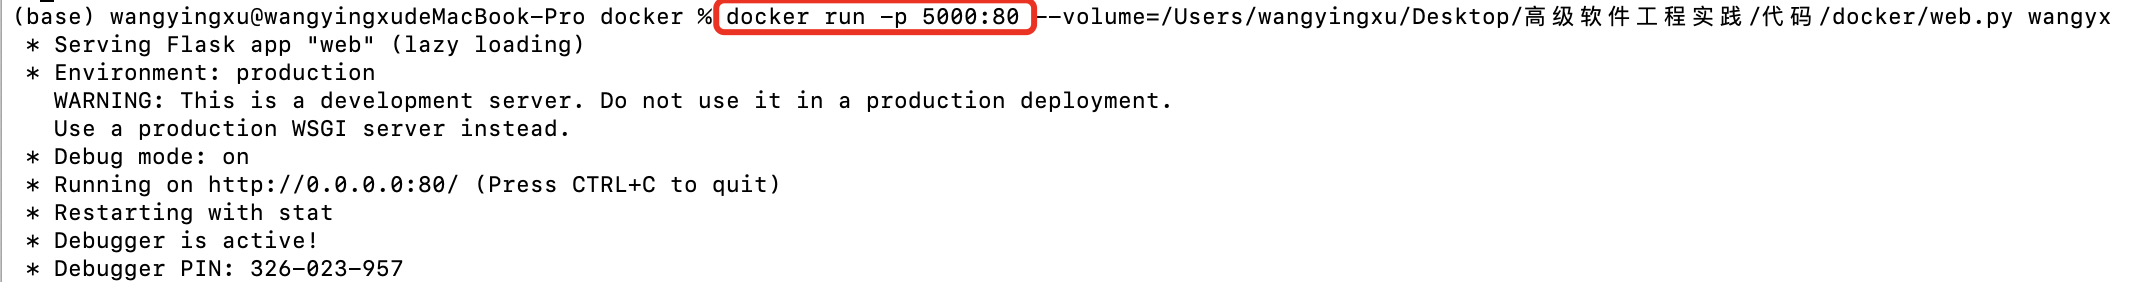 (base) wangyingxu@wangyingxudeMacBook-Pro docker % docker run -p 5000:80 --volume=/Users/wangyingxu/Desktop/高级软件工程实践/代码/docker/web.py wangyx
* Serving Flask app "web" (lazy loading)
* Environment: production
WARNING: This is a development server. Do not use it in a production deployment.
Use a production WSGI server instead.
* Debug mode: on
* Running on http://0.0.0.0:80/ (Press CTRL+C to quit)
* Restarting with stat
* Debugger is active!
* Debugger PIN: 326-023-957